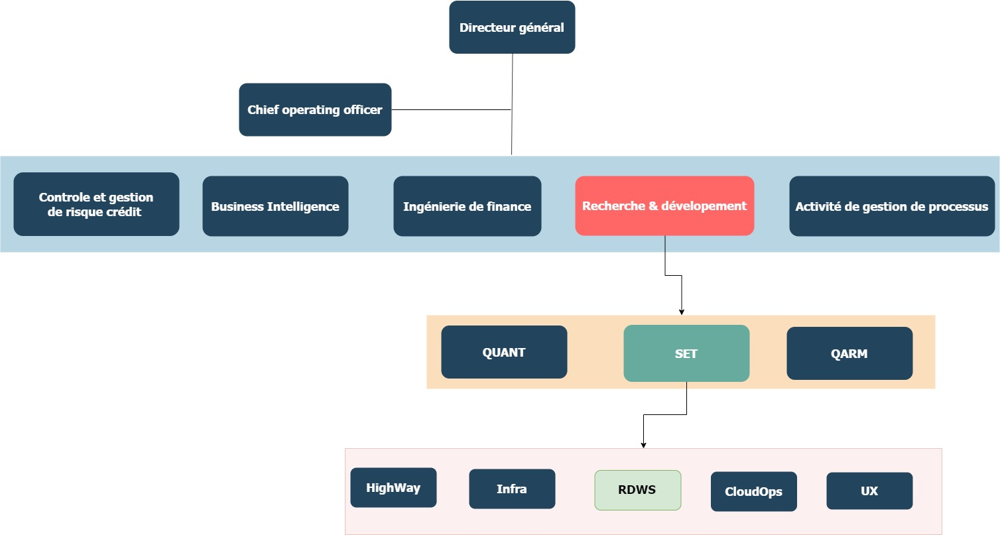 Directeur général
Chief operating officer
Controle et gestion
de risque crédit
Business Intelligence
Ingénierie de finance
Recherche & dévelopement
Activité de gestion de processus
QUANT
SET
QARM
HighWay
Infra
RDWS
CloudOps
UX